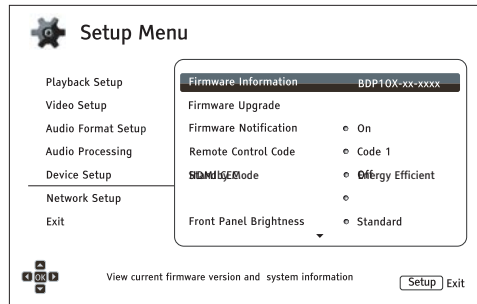 Setup Menu
Playback Setup
Video Setup
Audio Format Setup
Audio Processing
Device Setup
Network Setup
Exit
Firmware Information BDP10X-xx-xxxx
Firmware Upgrade
Firmware Notification On
Remote Control Code Code 1
Front Panel Brightness Standard
OK
View current firmware version and system information
Setup Exit